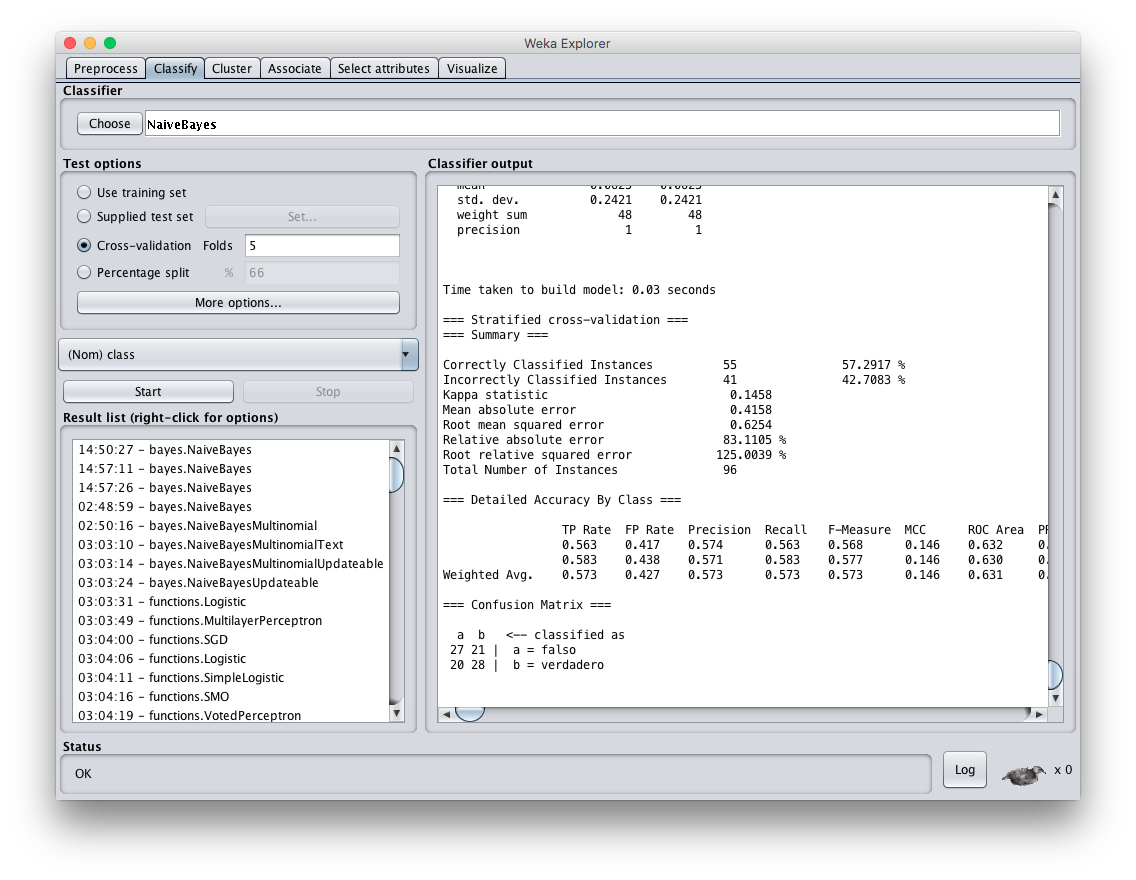 Weka Explorer
Preprocess Classify Cluster Associate Select attributes Visualize
Classifier
Choose NaiveBayes
Test options
Use training set
Supplied test set Set...
Cross-validation Folds 5
Percentage split % 66
More options...
(Nom) class
Start Stop
Result list (right-click for options)
14:50:27 – bayes.NaiveBayes
14:57:11 – bayes.NaiveBayes
14:57:26 – bayes.NaiveBayes
02:48:59 – bayes.NaiveBayes
02:50:16 – bayes.NaiveBayesMultinomial
03:03:10 – bayes.NaiveBayesMultinomialText
03:03:14 – bayes.NaiveBayesMultinomialUpdateable
03:03:24 – bayes.NaiveBayesUpdateable
03:03:31 – functions.Logistic
03:03:49 – functions.MultilayerPerceptron
03:04:00 – functions.SGD
03:04:06 – functions.Logistic
03:04:11 – functions.SimpleLogistic
03:04:16 – functions.SMO
03:04:19 – functions.VotedPerceptron
Classifier output
std. dev. 0.2421 0.2421
weight sum 48 48
precision 1 1
Time taken to build model: 0.03 seconds
=== Stratified cross-validation ===
=== Summary ===
Correctly Classified Instances 55 57.2917 %
Incorrectly Classified Instances 41 42.7083 %
Kappa statistic 0.1458
Mean absolute error 0.4158
Root mean squared error 0.6254
Relative absolute error 83.1105 %
Root relative squared error 125.0039 %
Total Number of Instances 96
=== Detailed Accuracy By Class ===
TP Rate FP Rate Precision Recall F-Measure MCC ROC Area
0.563 0.417 0.574 0.563 0.568 0.146 0.632
0.583 0.438 0.571 0.583 0.577 0.146 0.630
Weighted Avg. 0.573 0.427 0.573 0.573 0.573 0.146 0.631
=== Confusion Matrix ===
a b <-- classified as
27 21 | a = falso
20 28 | b = verdadero
Status
OK
Log x 0